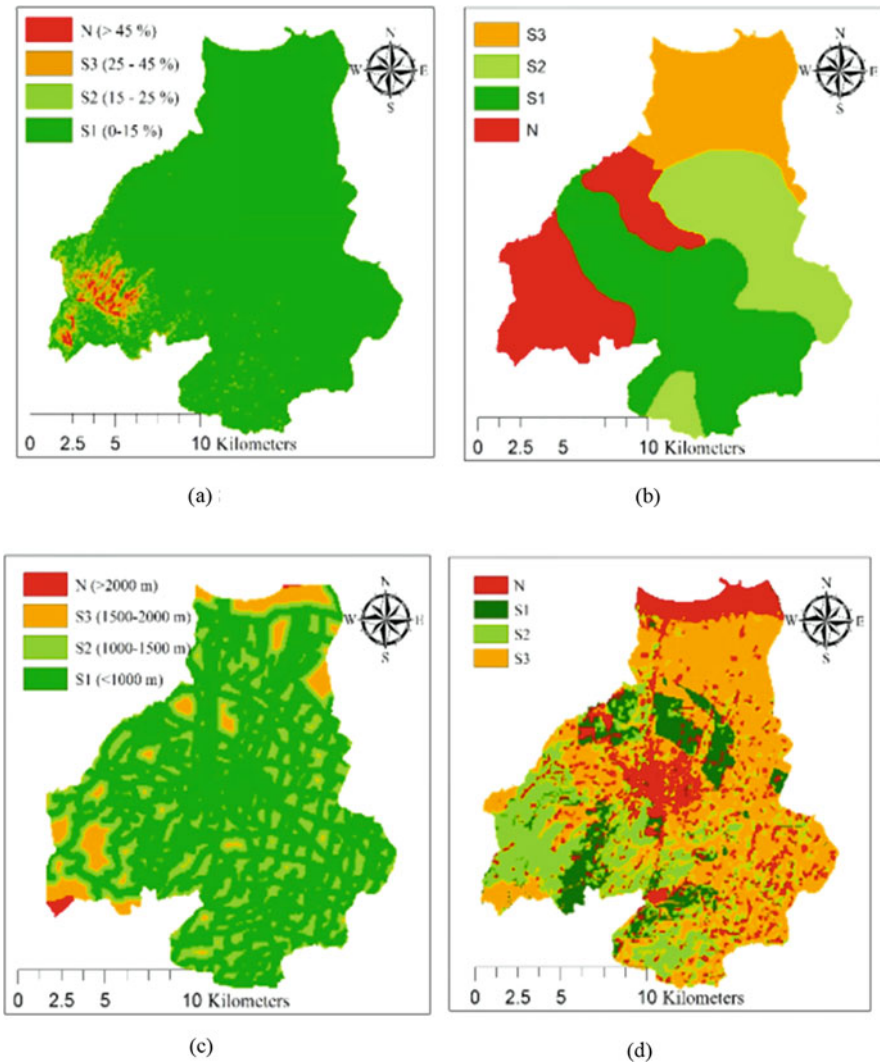 N (> 45 %)
S3 (25 - 45 %)
S2 (15 - 25 %)
S1 (0-15 %)
N
W E
S
0 2.5 5 10 Kilometers
(a)
S3
S2
S1
N
N
W E
S
0 2.5 5 10 Kilometers
(b)
N (>2000 m)
S3 (1500-2000 m)
S2 (1000-1500 m)
S1 (<1000 m)
N
W
S
0 2.5 5 10 Kilometers
(c)
N
S1
S2
S3
N
W E
S
0 2.5 5 10 Kilometers
(d)